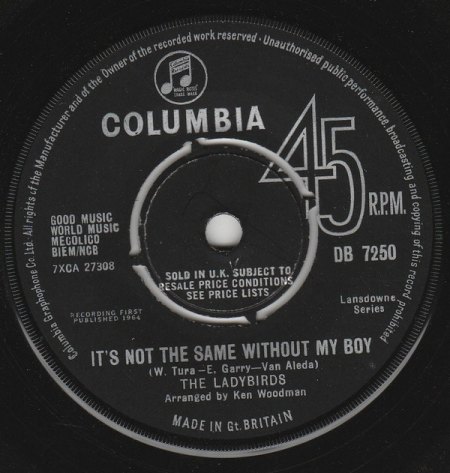 Columbia Graphophone Co. Ltd. All rights of the Manufacturer and of the Owner of the recorded work reserved · Unauthorised public performance, broadcasting and copying of this record prohibited
MAGIC NOTES
TRADE MARK
COLUMBIA
45
R.P.M.
GOOD MUSIC
WORLD MUSIC
MECOLICO
BIEM/NCB
7XCA 27308
DB 7250
SOLD IN U.K. SUBJECT TO
RESALE PRICE CONDITIONS
SEE PRICE LISTS
RECORDING FIRST
PUBLISHED 1964
Lansdowne
Series
IT'S NOT THE SAME WITHOUT MY BOY
(W. Tura—E. Garry—Van Aleda)
THE LADYBIRDS
Arranged by Ken Woodman
MADE IN Gt. BRITAIN